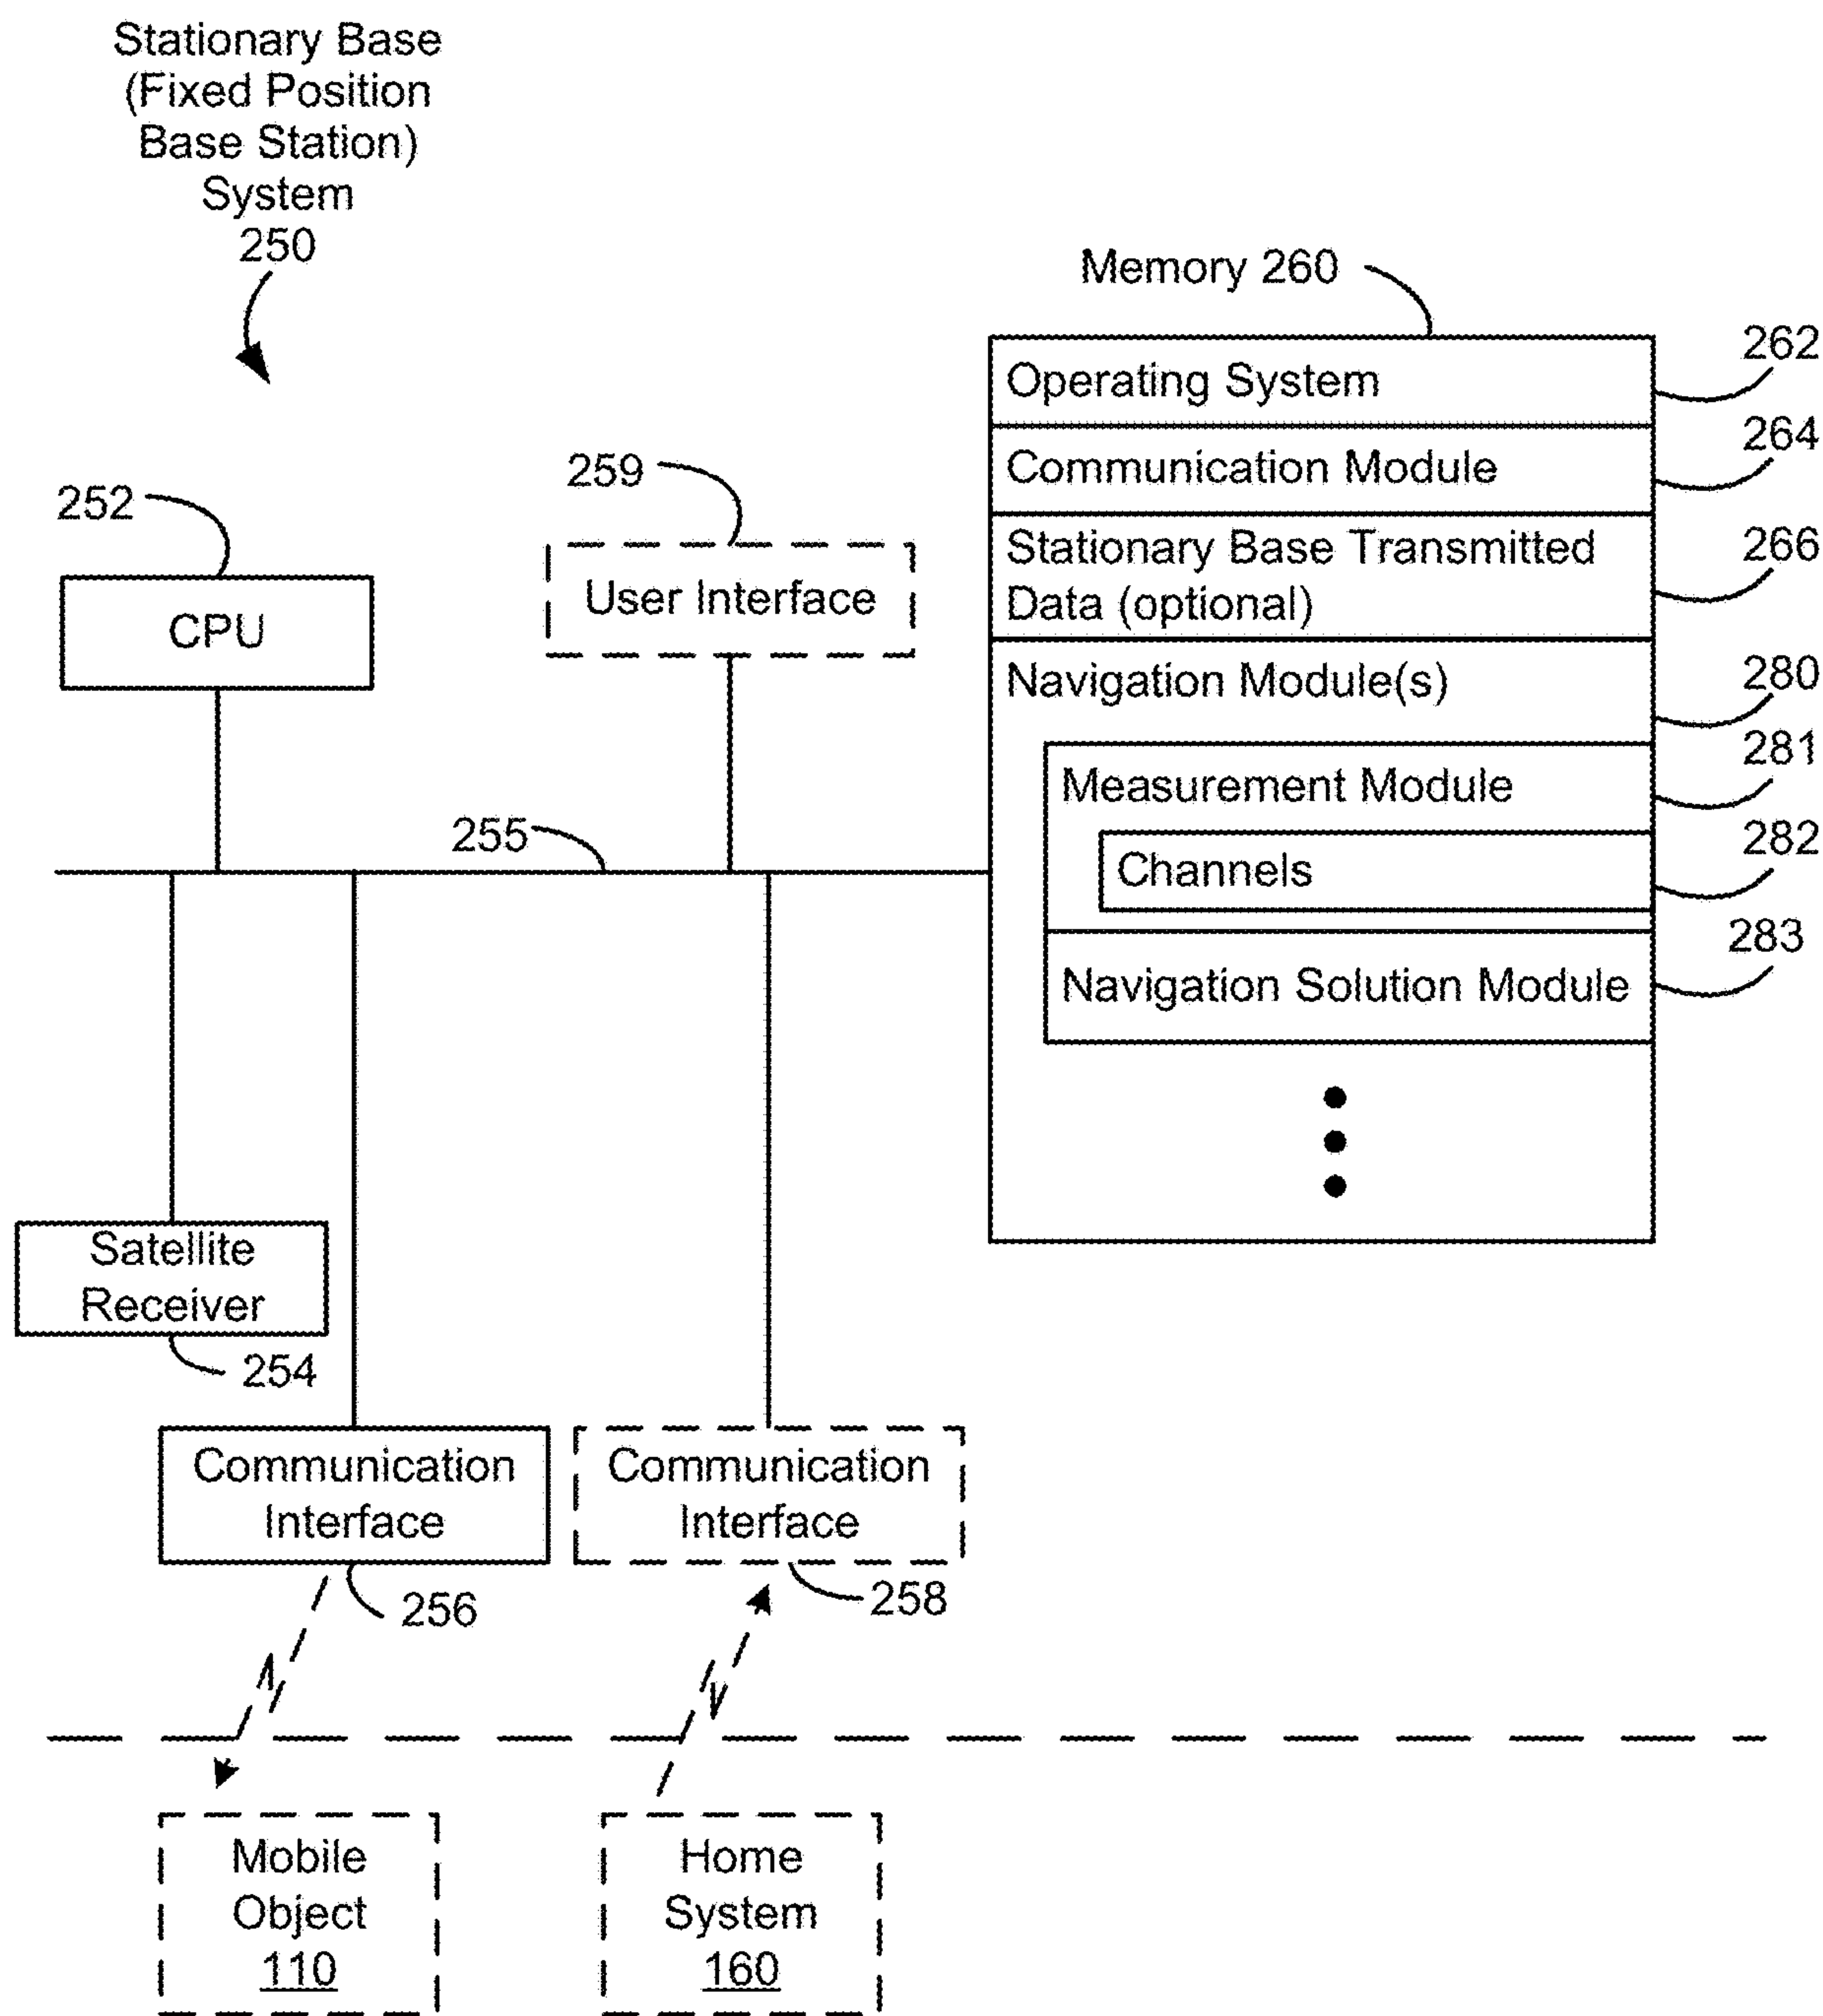 Stationary Base
(Fixed Position
Base Station)
System
250
Memory 260
Operating System
262
Communication Module
264
Stationary Base Transmitted
Data (optional)
266
Navigation Module(s)
280
Measurement Module
281
Channels
282
Navigation Solution Module
283
252
CPU
259
User Interface
255
Satellite
Receiver
254
Communication
Interface
256
Communication
Interface
258
Mobile
Object
110
Home
System
160